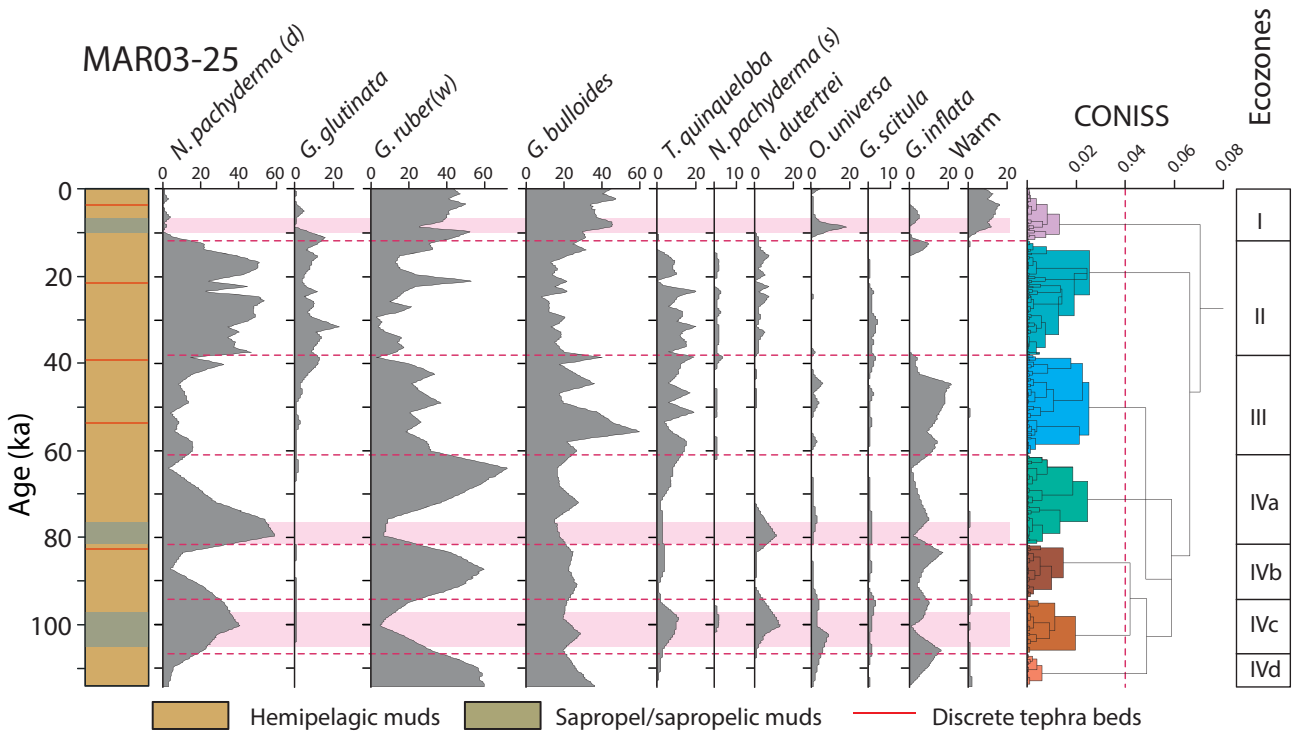 MAR03-25
N. pachyderma (d)
G. glutinata
G. ruber(w)
G. bulloides
T. quinqueloba
N. pachyderma (s)
N. dutertrei
O. universa
G. scitula
G. inflata
Warm
CONISS
Ecozones
0 20 40 60
0 20
0 20 40 60
0 20 40 60
0 20
0 10
0 20
0 20
0 10
0 20
0
0.02 0.04 0.06 0.08
Age (ka)
0
20
40
60
80
100
I
II
III
IVa
IVb
IVc
IVd
Hemipelagic muds
Sapropel/sapropelic muds
Discrete tephra beds